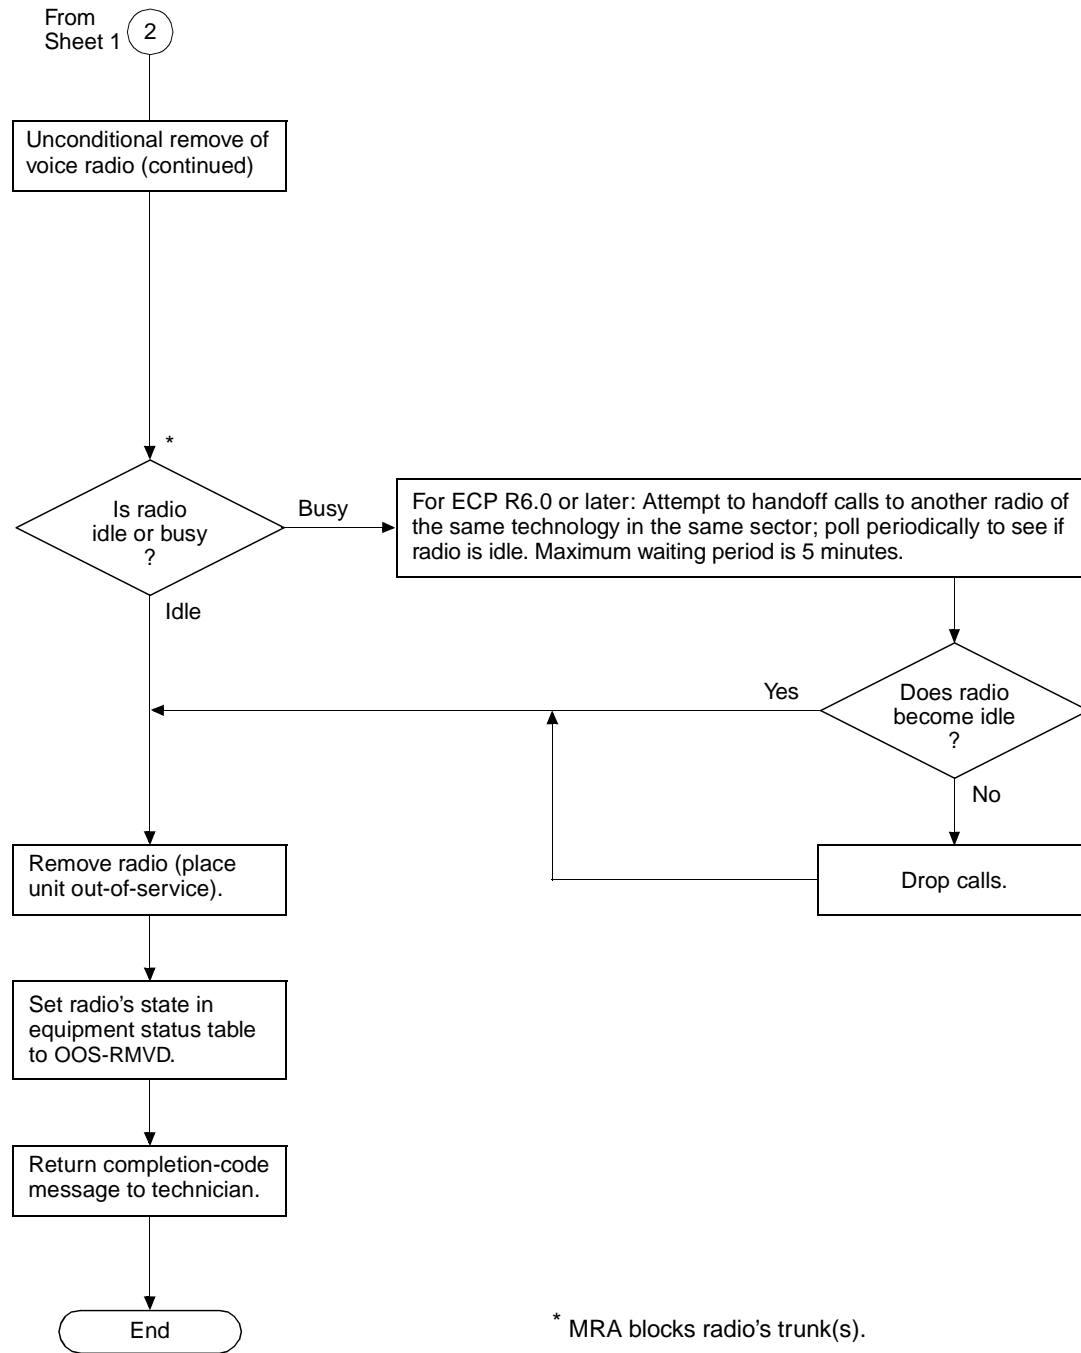 From
Sheet 1
2
Unconditional remove of
voice radio (continued)
*
Is radio
idle or busy
?
Busy
For ECP R6.0 or later: Attempt to handoff calls to another radio of
the same technology in the same sector; poll periodically to see if
radio is idle. Maximum waiting period is 5 minutes.
Idle
Yes
Does radio
become idle
?
No
Remove radio (place
unit out-of-service).
Drop calls.
Set radio's state in
equipment status table
to OOS-RMVD.
Return completion-code
message to technician.
End
* MRA blocks radio's trunk(s).